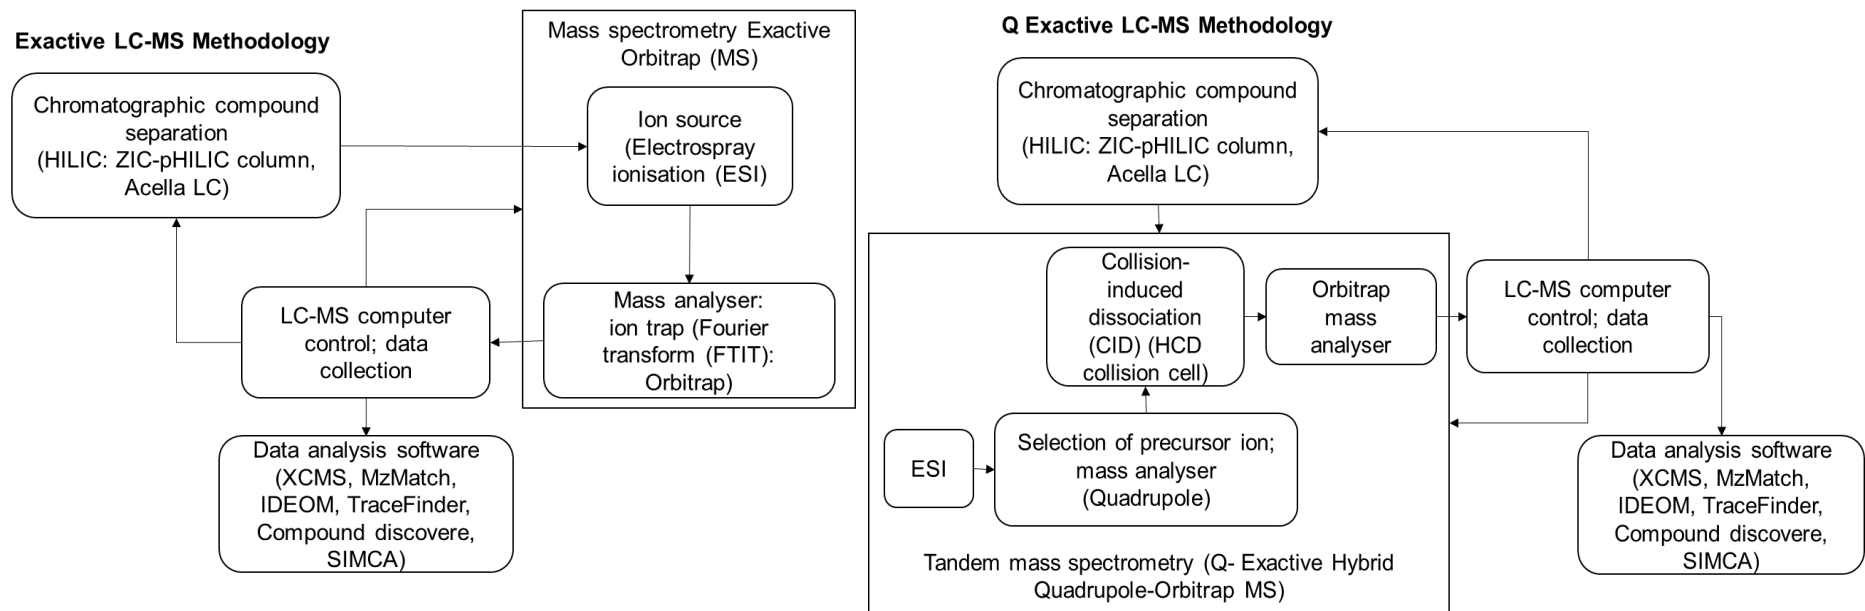 Exactive LC-MS Methodology
Chromatographic compound
separation
(HILIC: ZIC-pHILIC column,
Acella LC)
Mass spectrometry Exactive
Orbitrap (MS)
Ion source
(Electrospray
ionisation (ESI)
Mass analyser:
ion trap (Fourier
transform (FTIT):
Orbitrap)
LC-MS computer
control; data
collection
Data analysis software
(XCMS, MzMatch,
IDEOM, TraceFinder,
Compound discovere,
SIMCA)
Q Exactive LC-MS Methodology
Chromatographic compound
separation
(HILIC: ZIC-pHILIC column,
Acella LC)
Collision-
induced
dissociation
(CID) (HCD
collision cell)
Orbitrap
mass
analyser
LC-MS computer
control; data
collection
ESI
Selection of precursor ion;
mass analyser
(Quadrupole)
Tandem mass spectrometry (Q- Exactive Hybrid
Quadrupole-Orbitrap MS)
Data analysis software
(XCMS, MzMatch,
IDEOM, TraceFinder,
Compound discovere,
SIMCA)